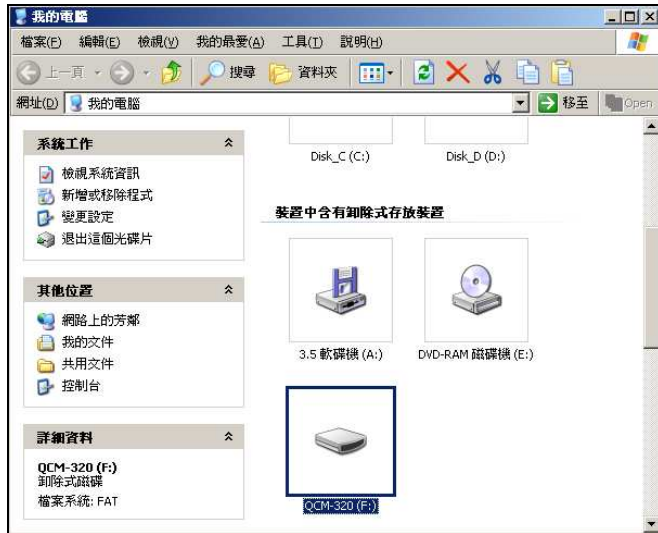 我的電腦
檔案(F) 編輯(E) 檢視(V) 我的最愛(A) 工具(T) 說明(H)
上一頁 搜尋 資料夾
網址(D) 我的電腦 移至 Open
系統工作
檢視系統資訊
新增或移除程式
變更設定
退出這個光碟片
其他位置
網路上的芳鄰
我的文件
共用文件
控制台
詳細資料
QCM-320 (F:)
卸除式磁碟
檔案系統: FAT
Disk_C (C:) Disk_D (D:)
裝置中含有卸除式存放裝置
3.5 軟碟機 (A:) DVD-RAM 磁碟機 (E:)
QCM-320 (F:)